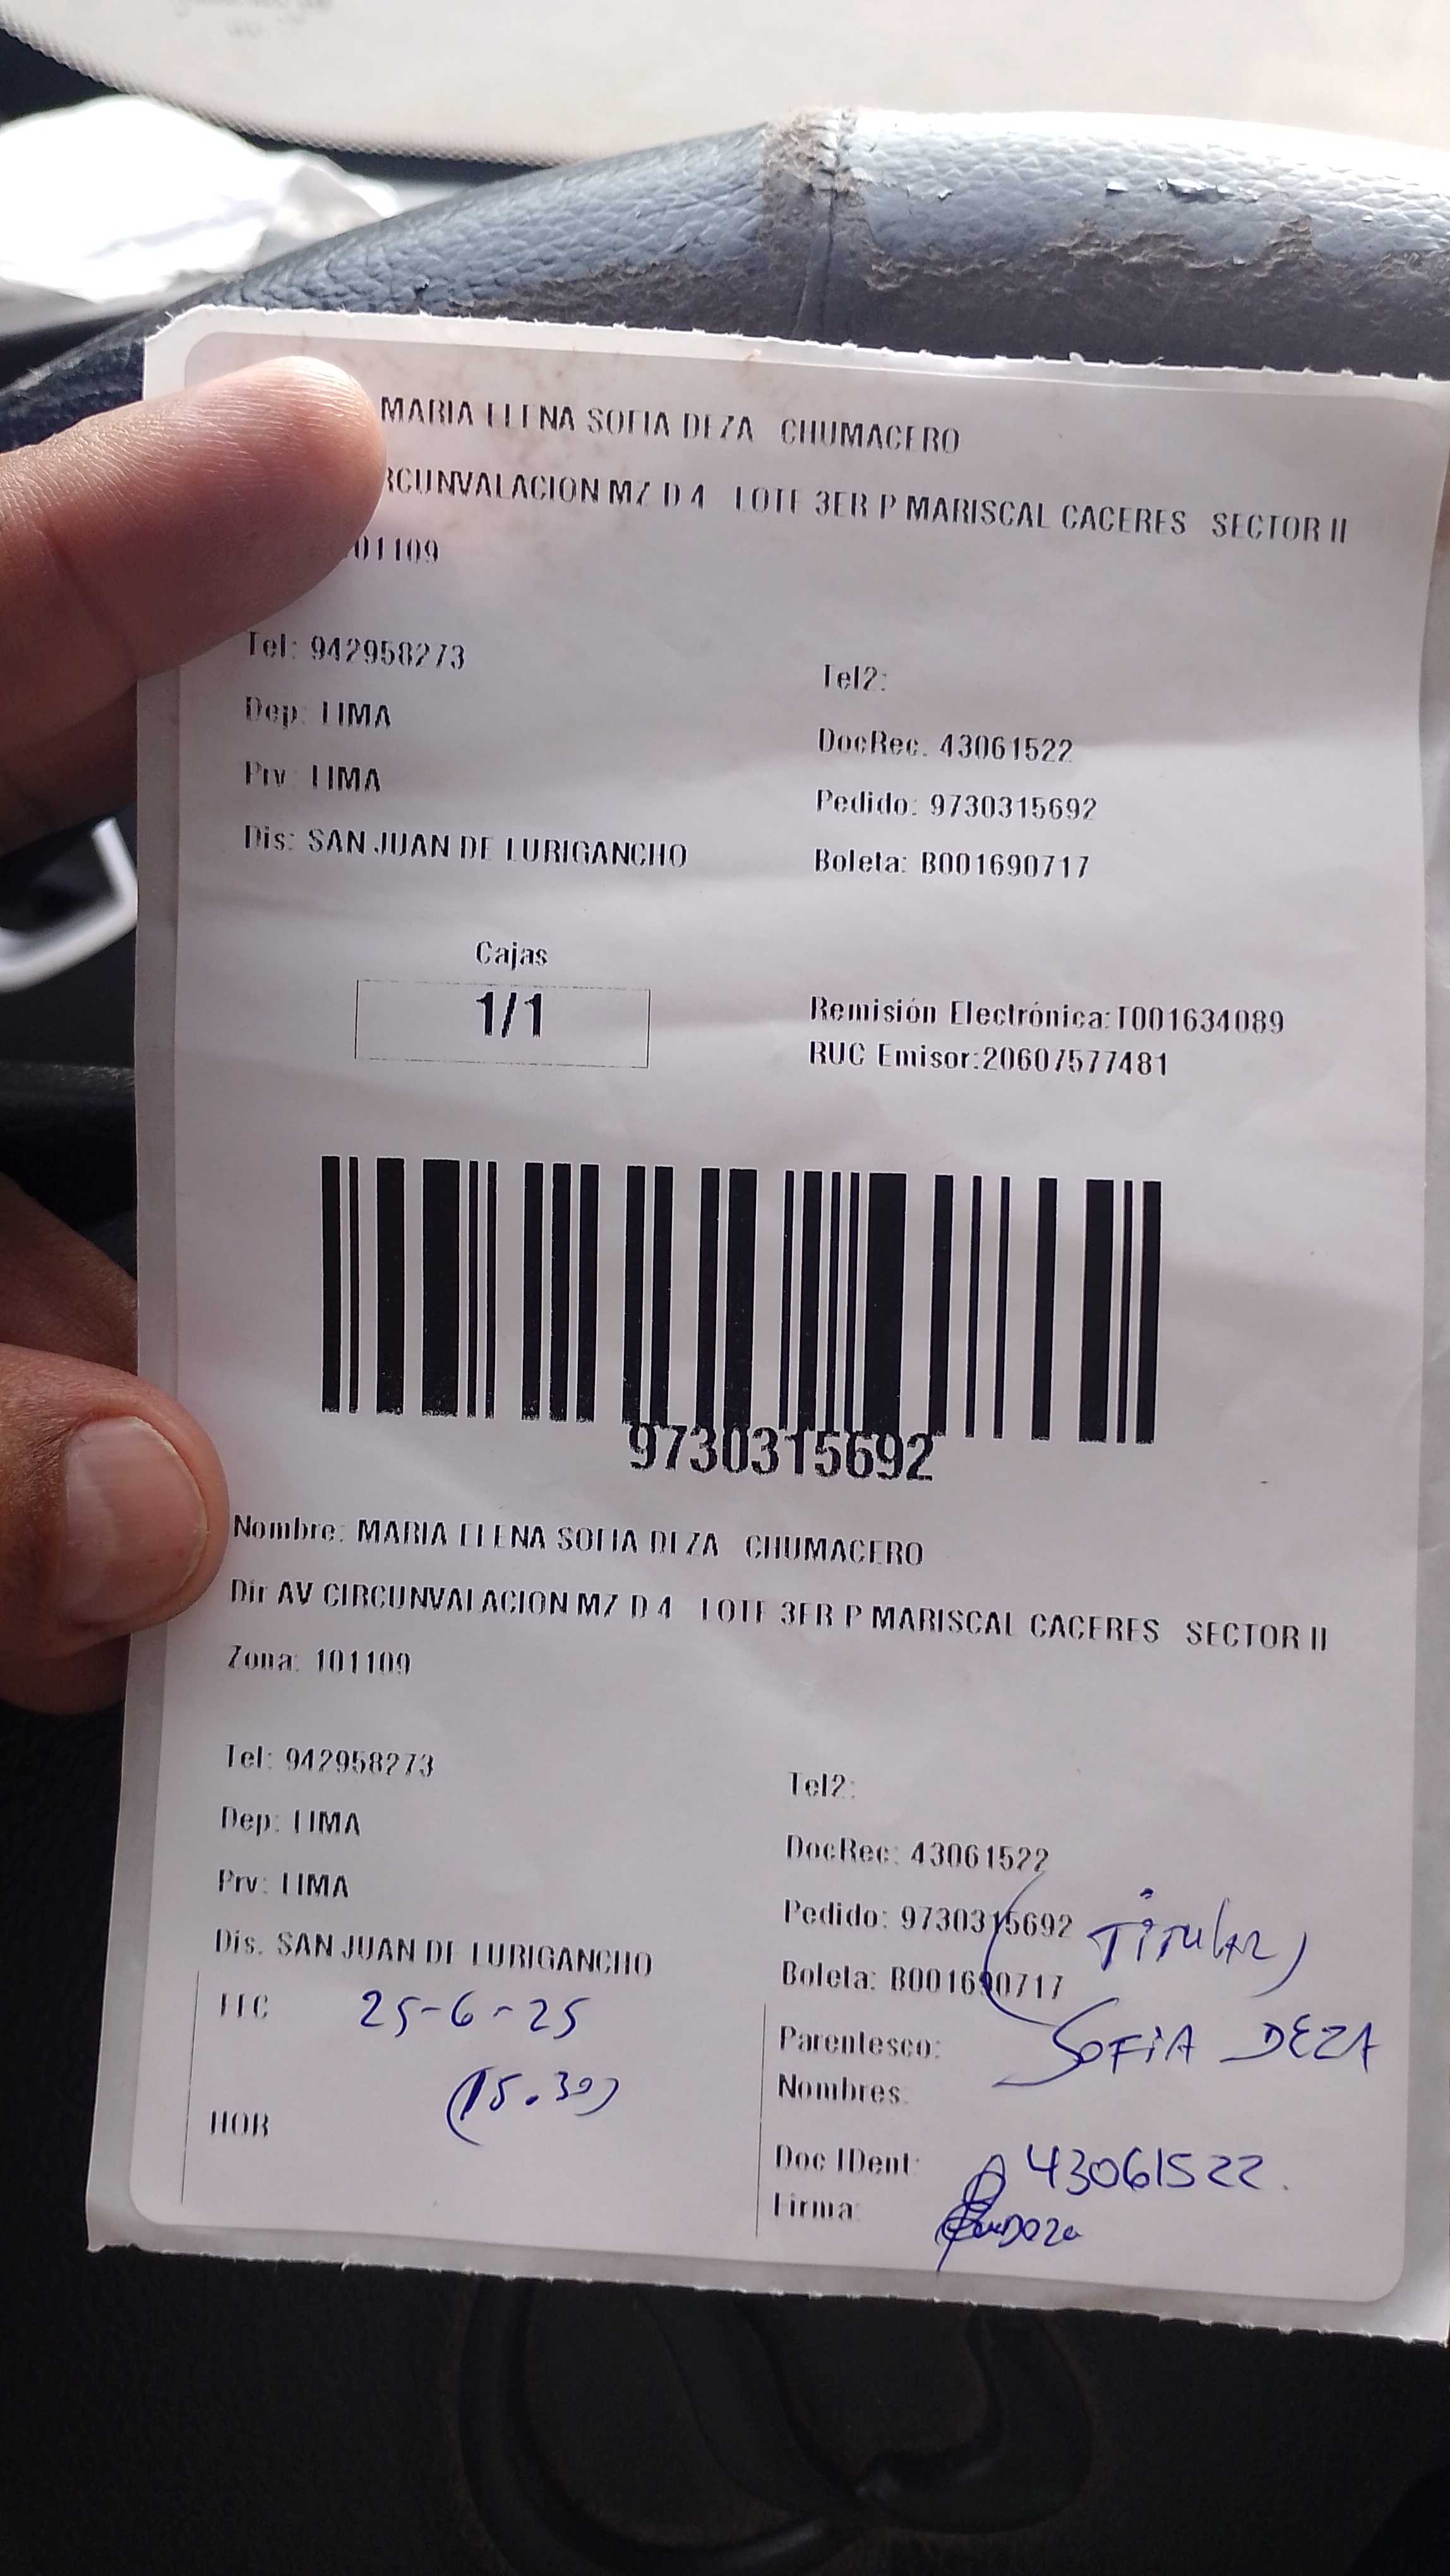 MARIA ELENA SOFIA DEZA CHUMACERO
RCUNVALACION MZ D 4 LOTE 3ER P MARISCAL CACERES SECTOR II
01109
Tel: 942958273
Tel2:
Dep: LIMA
DocRec: 43061522
Prv: LIMA
Pedido: 9730315692
Dis: SAN JUAN DE LURIGANCHO
Boleta: B001690717
Cajas
1/1
Remisión Electrónica:T001634089
RUC Emisor:20607577481
9730315692
Nombre: MARIA ELENA SOFIA DEZA CHUMACERO
Dir AV CIRCUNVALACION MZ D 4 LOTE 3ER P MARISCAL CACERES SECTOR II
Zona: 101109
Tel: 942958273
Tel2:
Dep: LIMA
DocRec: 43061522
Prv: LIMA
Pedido: 9730315692
(Titular)
Dis: SAN JUAN DE LURIGANCHO
Boleta: B001690717
25-6-25
Parentesco:
SOFIA DEZA
Nombres:
(15.30)
HOR
Doc IDent:
43061522.
Firma: